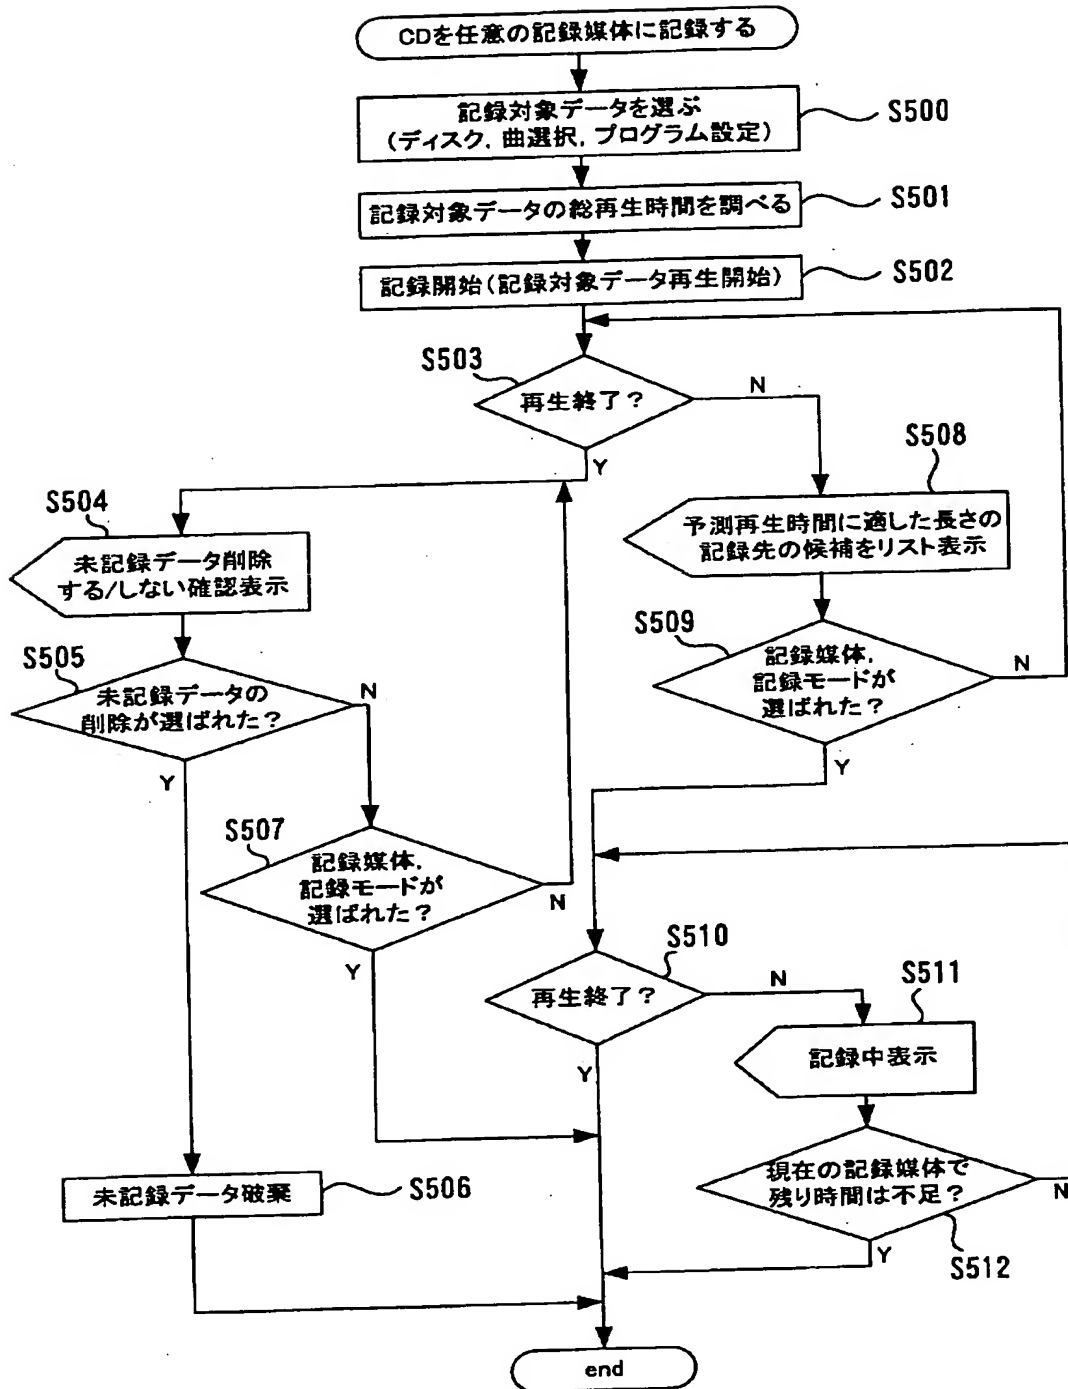 CDを任意の記録媒体に記録する
記録対象データを選ぶ
(ディスク, 曲選択, プログラム設定)
S500
記録対象データの総再生時間を調べる
S501
記録開始(記録対象データ再生開始)
S502
S503
再生終了?
N
Y
S508
予測再生時間に適した長さの
記録先の候補をリスト表示
S504
未記録データ削除
する/しない確認表示
S509
記録媒体,
記録モードが
選ばれた?
N
Y
S505
未記録データの
削除が選ばれた?
N
Y
S507
記録媒体,
記録モードが
選ばれた?
N
Y
S510
再生終了?
N
Y
S511
記録中表示
現在の記録媒体で
残り時間は不足?
N
Y
S512
未記録データ破棄
S506
end